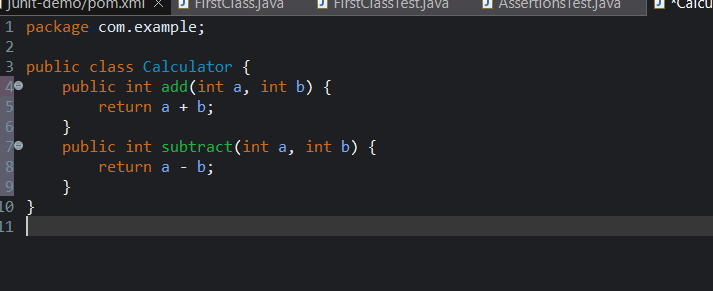 junit-demo/pom.xml FirstClass.java FirstClassTest.java AssertionsTest.java *Calcu
1 package com.example;
2
3 public class Calculator {
4 public int add(int a, int b) {
5 return a + b;
6 }
7 public int subtract(int a, int b) {
8 return a - b;
9 }
10 }
11